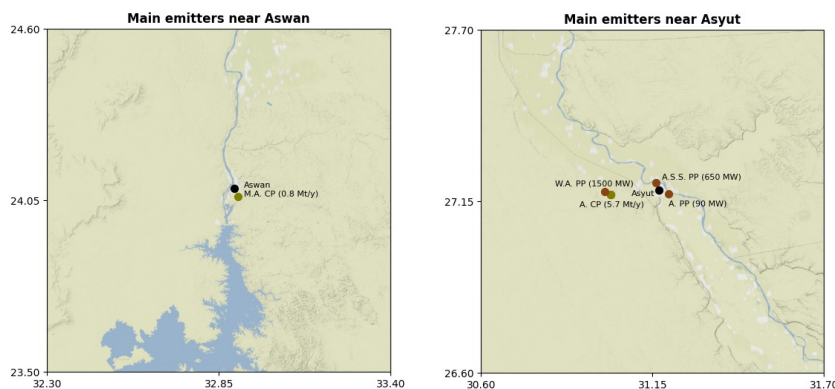 Main emitters near Aswan
24.60
24.05
23.50
32.30
32.85
33.40
Aswan
M.A. CP (0.8 Mt/y)
Main emitters near Asyut
27.70
27.15
26.60
30.60
31.15
31.70
A.S.S. PP (650 MW)
W.A. PP (1500 MW)
Asyut
A. CP (5.7 Mt/y)
A. PP (90 MW)